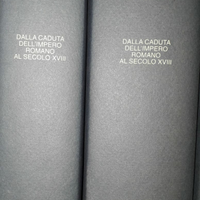 DALLA CADUTA
DELL'IMPERO
ROMANO
AL SECOLO XVIII
DALLA CADUTA
DELL'IMPERO
ROMANO
AL SECOLO XVIII